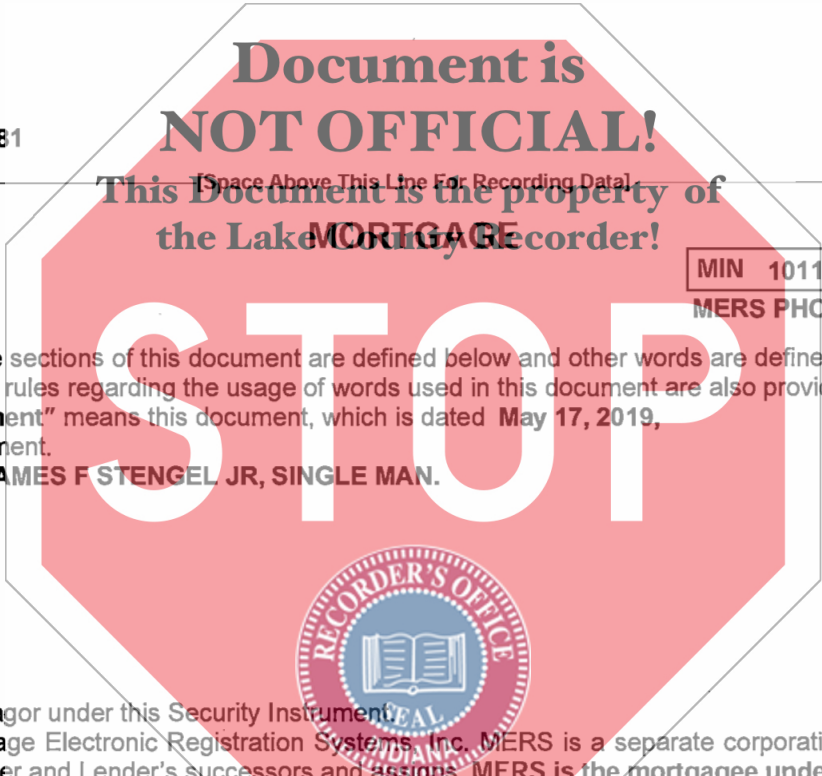 Document is
NOT OFFICIAL!
31
[Space Above This Line For Recording Data]
This Document is the property of
the Lake County Recorder!
MORTGAGE
MIN 1011
MERS PHO
STOP
e sections of this document are defined below and other words are define
rules regarding the usage of words used in this document are also provi
ent" means this document, which is dated May 17, 2019,
ment.
AMES F STENGEL JR, SINGLE MAN.
RECORDER'S OFFICE
SEAL
INDIANA
gor under this Security Instrument.
age Electronic Registration Systems, Inc. MERS is a separate corporati
er and Lender's successors and assigns. MERS is the mortgagee unde